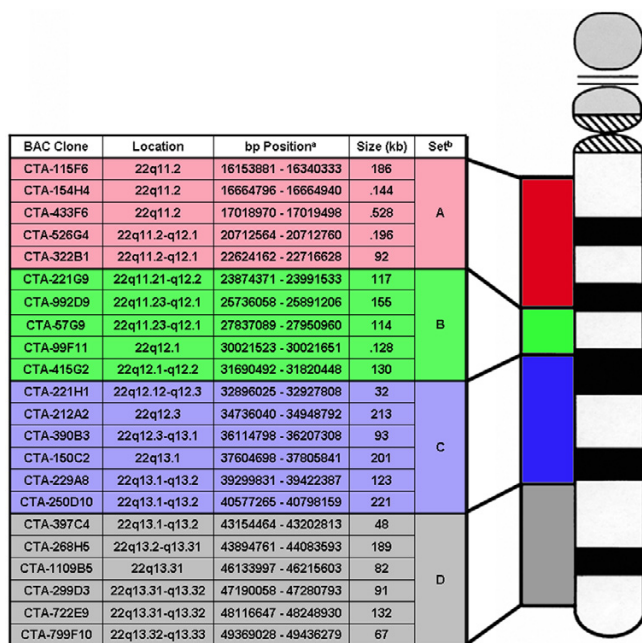 BAC Clone Location bp Positionᵃ Size (kb) Setᵇ
CTA-115F6 22q11.2 16153881 - 16340333 186
CTA-154H4 22q11.2 16664796 - 16664940 .144
CTA-433F6 22q11.2 17018970 - 17019498 .528 A
CTA-526G4 22q11.2-q12.1 20712564 - 20712760 .196
CTA-322B1 22q11.2-q12.1 22624162 - 22716628 92
CTA-221G9 22q11.21-q12.2 23874371 - 23991533 117
CTA-992D9 22q11.23-q12.1 25736058 - 25891206 155
CTA-57G9 22q11.23-q12.1 27837089 - 27950960 114 B
CTA-99F11 22q12.1 30021523 - 30021651 .128
CTA-415G2 22q12.1-q12.2 31690492 - 31820448 130
CTA-221H1 22q12.12-q12.3 32896025 - 32927808 32
CTA-212A2 22q12.3 34736040 - 34948792 213
CTA-390B3 22q12.3-q13.1 36114798 - 36207308 93
C
CTA-150C2 22q13.1 37604698 - 37805841 201
CTA-229A8 22q13.1-q13.2 39299831 - 39422387 123
CTA-250D10 22q13.1-q13.2 40577265 - 40798159 221
CTA-397C4 22q13.1-q13.2 43154464 - 43202813 48
CTA-268H5 22q13.2-q13.31 43894761 - 44083593 189
CTA-1109B5 22q13.31 46133997 - 46215603 82
D
CTA-299D3 22q13.31-q13.32 47190058 - 47280793 91
CTA-722E9 22q13.31-q13.32 48116647 - 48248930 132
CTA-799F10 22q13.32-q13.33 49369028 - 49436279 67